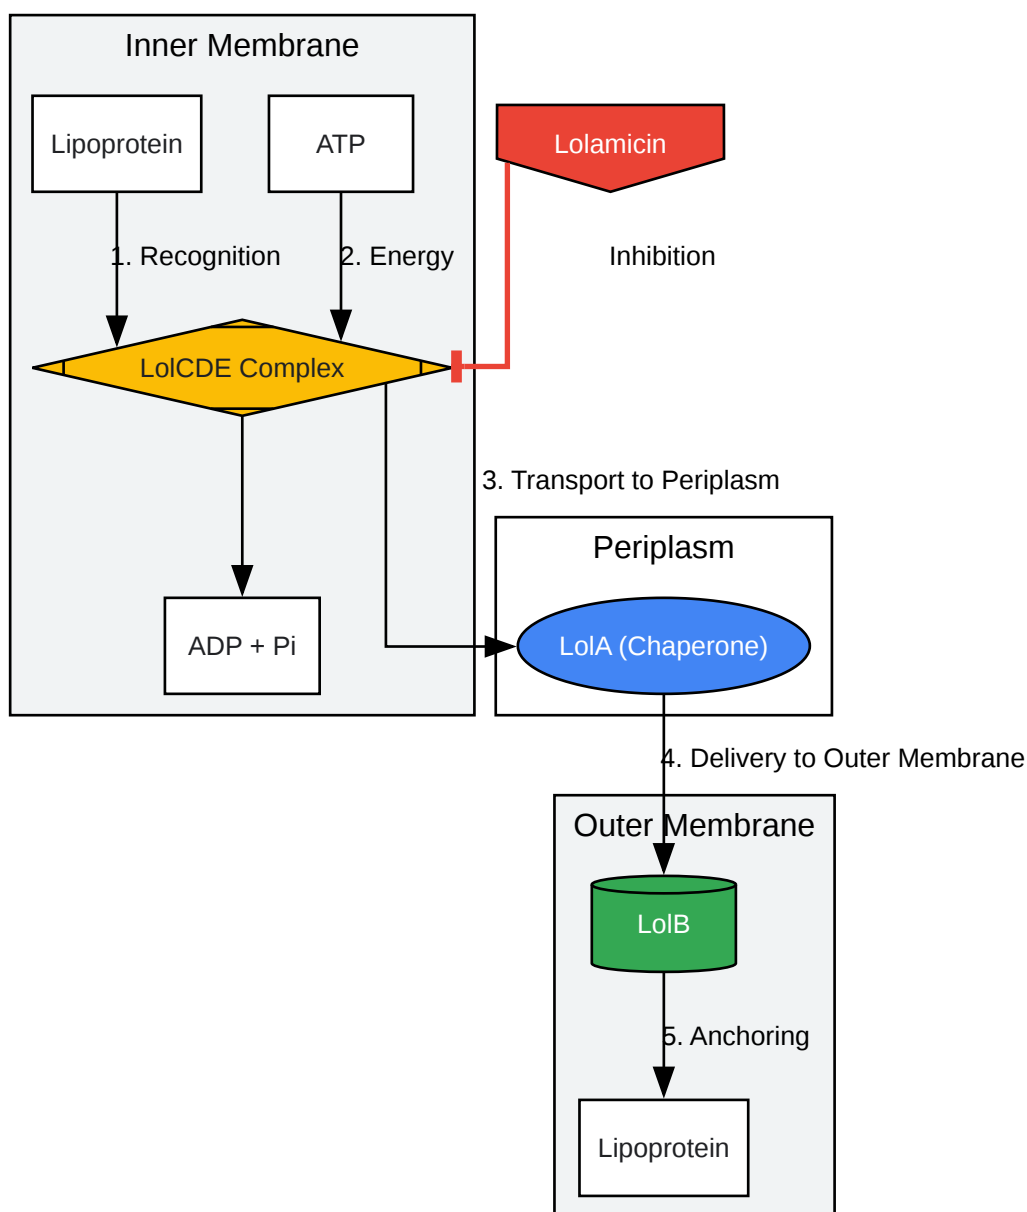 Inner Membrane
Lipoprotein
ATP
Lolamicin
1. Recognition
2. Energy
Inhibition
LolCDE Complex
3. Transport to Periplasm
Periplasm
ADP + Pi
LolA (Chaperone)
4. Delivery to Outer Membrane
Outer Membrane
LolB
5. Anchoring
Lipoprotein